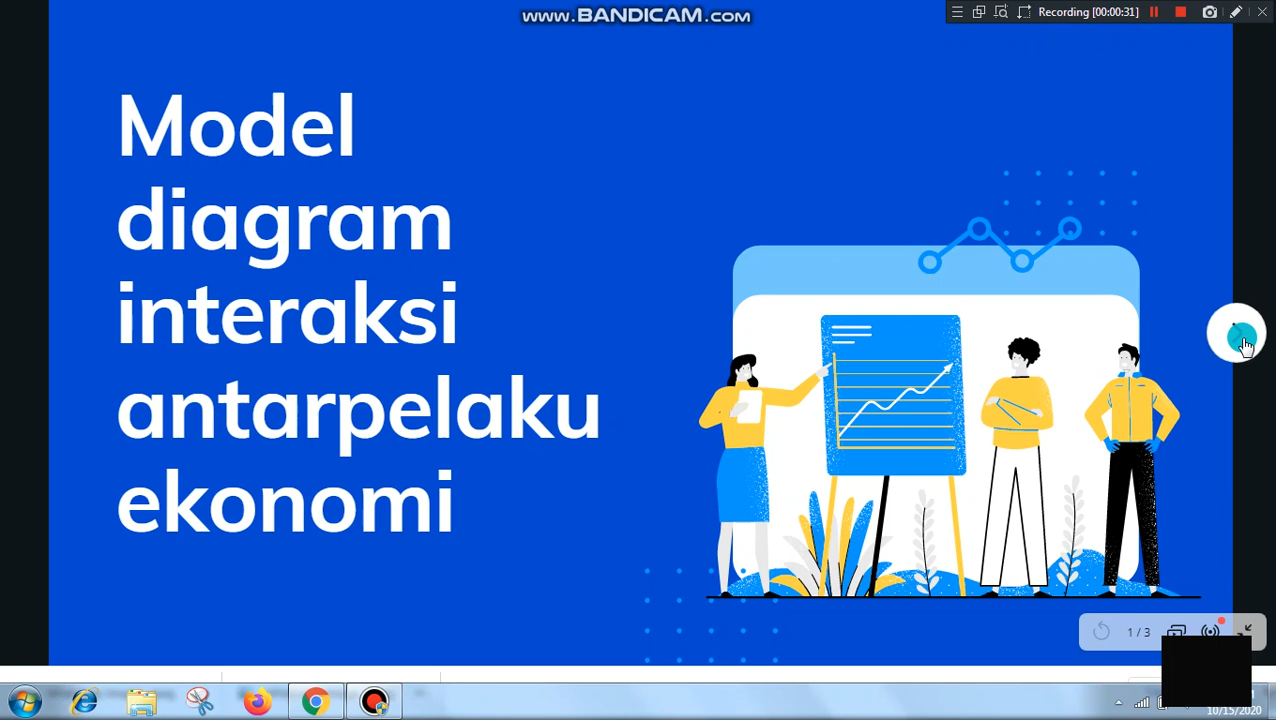 www.BANDICAM.com
Recording [00:00:31]
Model
diagram
interaksi
antarpelaku
ekonomi
1 / 3
10/15/2020